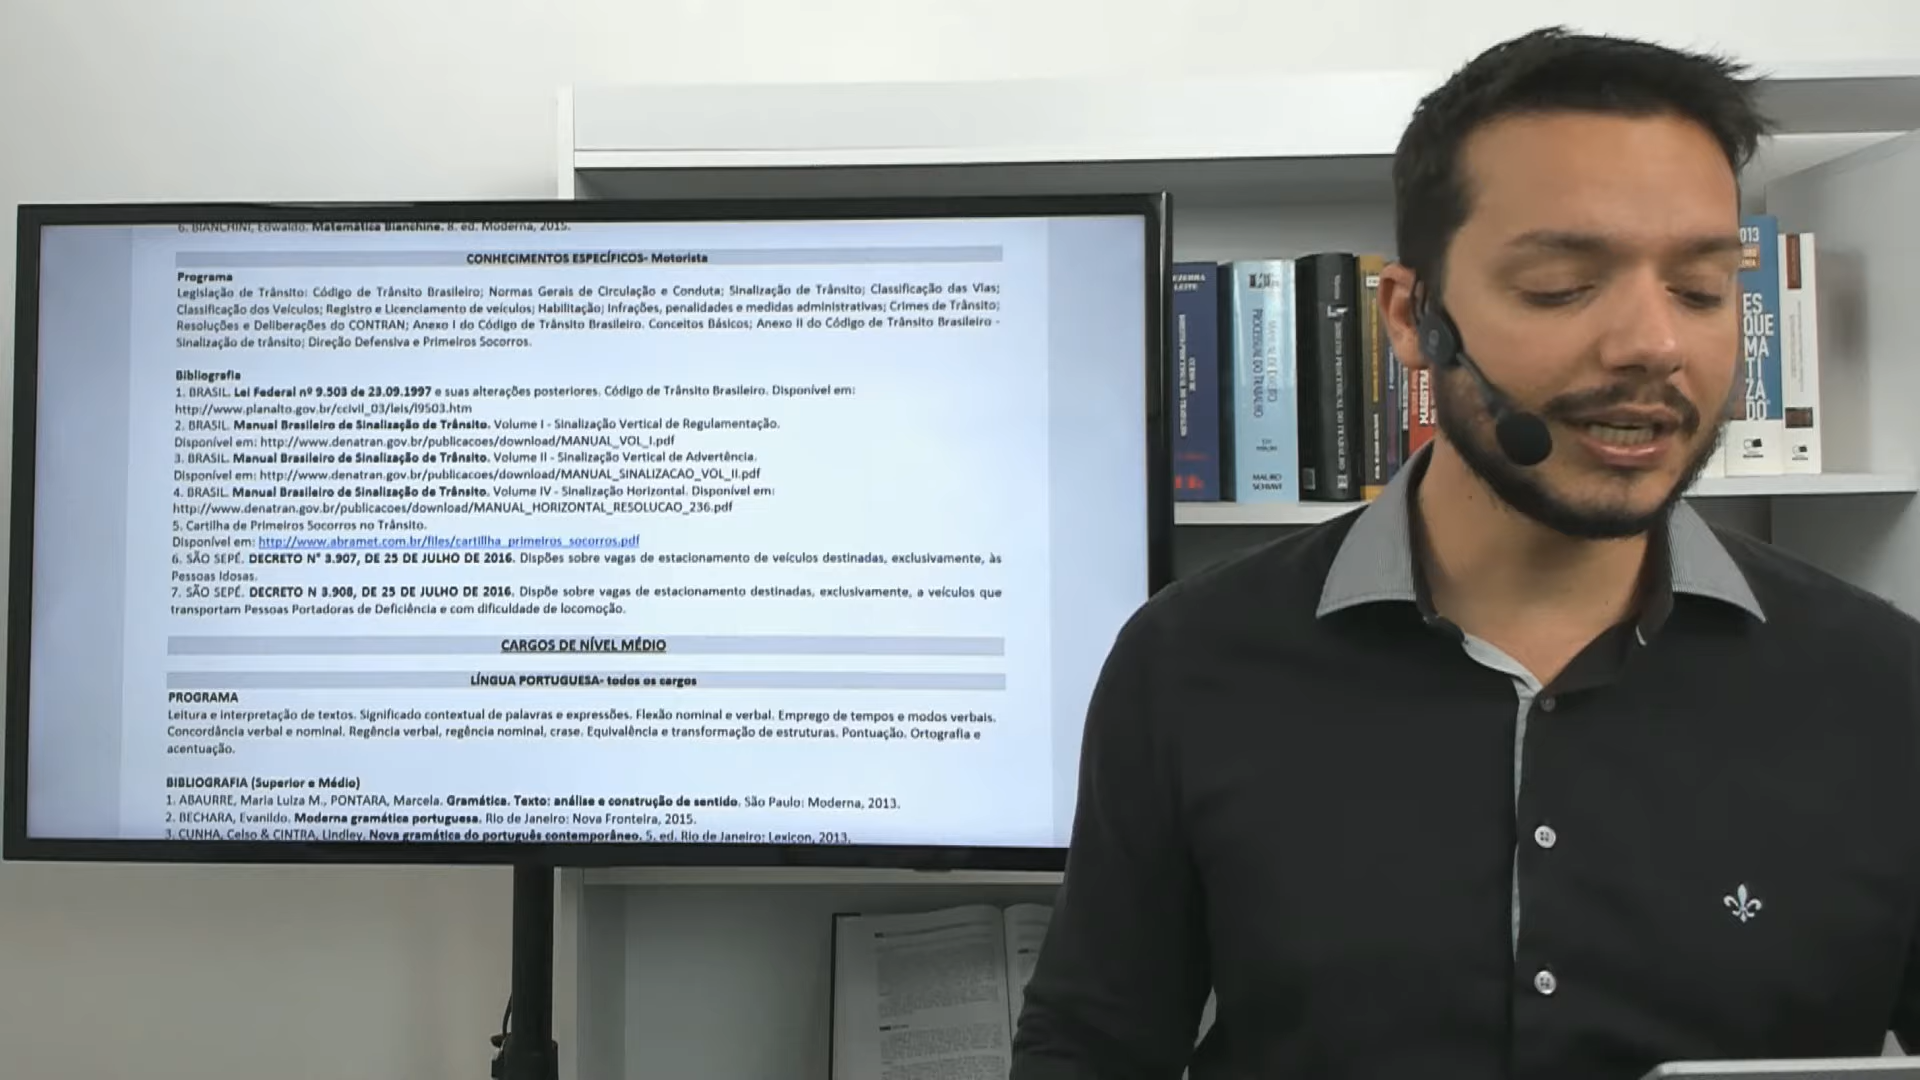 6. BIANCHINI, Edwaldo. Matemática Bianchine. 8. ed. Moderna, 2015.
CONHECIMENTOS ESPECÍFICOS- Motorista
Programa
Legislação de Trânsito: Código de Trânsito Brasileiro; Normas Gerais de Circulação e Conduta; Sinalização de Trânsito; Classificação das Vias;
Classificação dos Veículos; Registro e Licenciamento de veículos; Habilitação; Infrações, penalidades e medidas administrativas; Crimes de Trânsito;
Resoluções e Deliberações do CONTRAN; Anexo I do Código de Trânsito Brasileiro. Conceitos Básicos; Anexo II do Código de Trânsito Brasileiro -
Sinalização de trânsito; Direção Defensiva e Primeiros Socorros.
Bibliografia
1. BRASIL. Lei Federal nº 9.503 de 23.09.1997 e suas alterações posteriores. Código de Trânsito Brasileiro. Disponível em:
http://www.planalto.gov.br/ccivil_03/leis/l9503.htm
2. BRASIL. Manual Brasileiro de Sinalização de Trânsito. Volume I - Sinalização Vertical de Regulamentação.
Disponível em: http://www.denatran.gov.br/publicacoes/download/MANUAL_VOL_I.pdf
3. BRASIL. Manual Brasileiro de Sinalização de Trânsito. Volume II - Sinalização Vertical de Advertência.
Disponível em: http://www.denatran.gov.br/publicacoes/download/MANUAL_SINALIZACAO_VOL_II.pdf
4. BRASIL. Manual Brasileiro de Sinalização de Trânsito. Volume IV - Sinalização Horizontal. Disponível em:
http://www.denatran.gov.br/publicacoes/download/MANUAL_HORIZONTAL_RESOLUCAO_236.pdf
5. Cartilha de Primeiros Socorros no Trânsito.
Disponível em: http://www.abramet.com.br/files/cartillha_primeiros_socorros.pdf
6. SÃO SEPÉ. DECRETO N° 3.907, DE 25 DE JULHO DE 2016. Dispões sobre vagas de estacionamento de veículos destinadas, exclusivamente, às
Pessoas Idosas.
7. SÃO SEPÉ. DECRETO N 3.908, DE 25 DE JULHO DE 2016. Dispõe sobre vagas de estacionamento destinadas, exclusivamente, a veículos que
transportam Pessoas Portadoras de Deficiência e com dificuldade de locomoção.
CARGOS DE NÍVEL MÉDIO
LÍNGUA PORTUGUESA- todos os cargos
PROGRAMA
Leitura e interpretação de textos. Significado contextual de palavras e expressões. Flexão nominal e verbal. Emprego de tempos e modos verbais.
Concordância verbal e nominal. Regência verbal, regência nominal, crase. Equivalência e transformação de estruturas. Pontuação. Ortografia e
acentuação.
BIBLIOGRAFIA (Superior e Médio)
1. ABAURRE, Maria Luiza M., PONTARA, Marcela. Gramática. Texto: análise e construção de sentido. São Paulo: Moderna, 2013.
2. BECHARA, Evanildo. Moderna gramática portuguesa. Rio de Janeiro: Nova Fronteira, 2015.
3. CUNHA, Celso & CINTRA, Lindley. Nova gramática do português contemporâneo. 5. ed. Rio de Janeiro: Lexicon, 2013.
BEZERRA
LEITE
PROCESSUAL DO TRABALHO
MAURO
SCHIAVI
2013
ES
QUE
MA
TI
ZA
DO